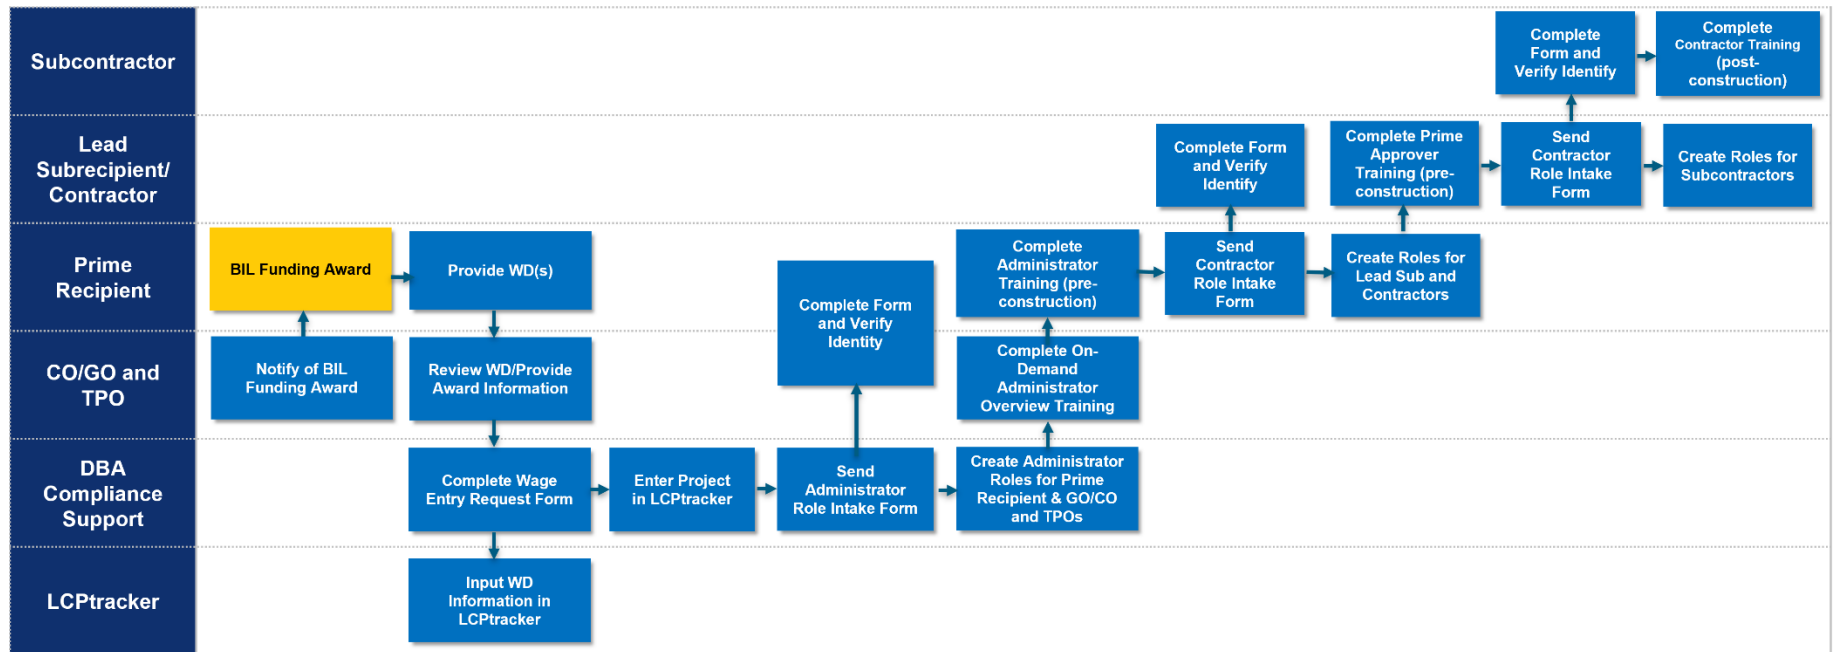 Subcontractor
Complete
Form and
Verify Identify
Complete
Contractor Training
(post-
construction)
Lead
Subrecipient/
Contractor
Complete Form
and Verify
Identify
Complete Prime
Approver
Training (pre-
construction)
Send
Contractor
Role Intake
Form
Create Roles for
Subcontractors
Prime
Recipient
BIL Funding Award
Provide WD(s)
Complete Form
and Verify
Identity
Complete
Administrator
Training (pre-
construction)
Send
Contractor
Role Intake
Form
Create Roles for
Lead Sub and
Contractors
CO/GO and
TPO
Notify of BIL
Funding Award
Review WD/Provide
Award Information
Complete On-
Demand
Administrator
Overview Training
DBA
Compliance
Support
Complete Wage
Entry Request Form
Enter Project
in LCPtracker
Send
Administrator
Role Intake Form
Create Administrator
Roles for Prime
Recipient & GO/CO
and TPOs
LCPtracker
Input WD
Information in
LCPtracker